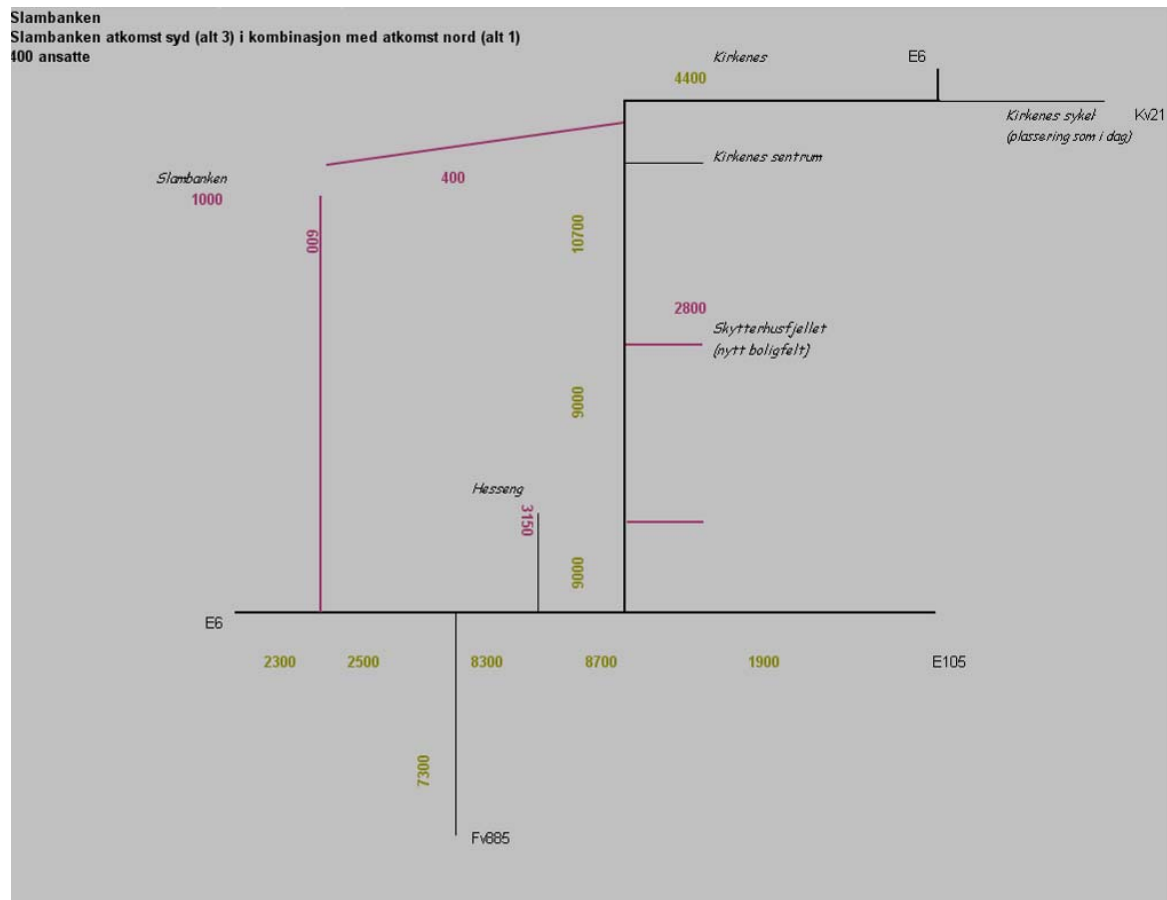 Slambanken
Slambanken atkomst syd (alt 3) i kombinasjon med atkomst nord (alt 1)
400 ansatte
Kirkenes
E6
4400
Kirkenes sykeh
(plassering som i dag)
Kv21
Kirkenes sentrum
Slambanken
1000
400
600
10700
2800
Skytterhusfjellet
(nytt boligfelt)
9000
Hesseng
3150
9000
E6
2300
2500
8300
8700
1900
E105
7300
Fv885